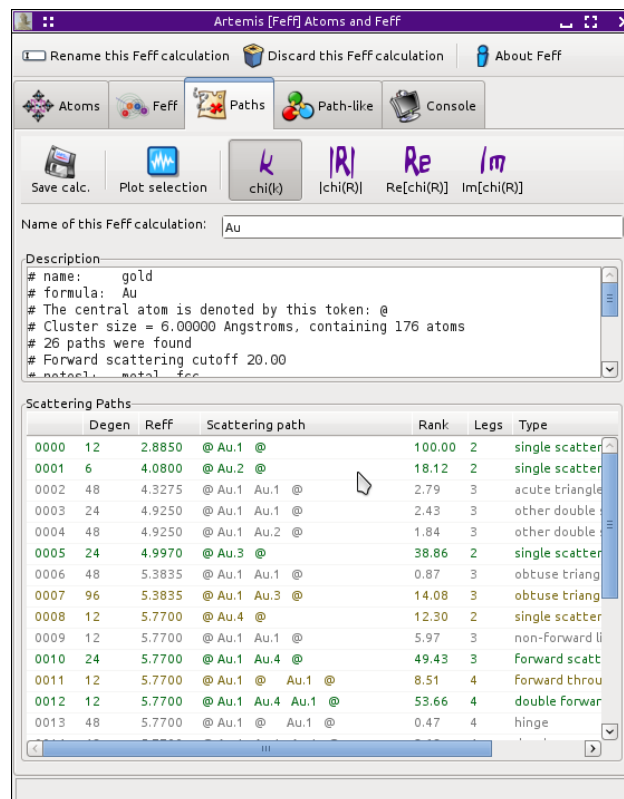 Artemis [Feff] Atoms and Feff
Rename this Feff calculation Discard this Feff calculation About Feff
Atoms Feff Paths Path-like Console
k |R| Re Im
Save calc. Plot selection chi(k) |chi(R)| Re[chi(R)] Im[chi(R)]
Name of this Feff calculation: Au
Description
# name: gold
# formula: Au
# The central atom is denoted by this token: @
# Cluster size = 6.00000 Angstroms, containing 176 atoms
# 26 paths were found
# Forward scattering cutoff 20.00
Scattering Paths
Degen Reff Scattering path Rank Legs Type
0000 12 2.8850 @ Au.1 @ 100.00 2 single scatter
0001 6 4.0800 @ Au.2 @ 18.12 2 single scatter
0002 48 4.3275 @ Au.1 Au.1 @ 2.79 3 acute triangle
0003 24 4.9250 @ Au.1 Au.1 @ 2.43 3 other double
0004 48 4.9250 @ Au.1 Au.2 @ 1.84 3 other double
0005 24 4.9970 @ Au.3 @ 38.86 2 single scatter
0006 48 5.3835 @ Au.1 Au.1 @ 0.87 3 obtuse triang
0007 96 5.3835 @ Au.1 Au.3 @ 14.08 3 obtuse triang
0008 12 5.7700 @ Au.4 @ 12.30 2 single scatter
0009 12 5.7700 @ Au.1 Au.1 @ 5.97 3 non-forward li
0010 24 5.7700 @ Au.1 Au.4 @ 49.43 3 forward scatt
0011 12 5.7700 @ Au.1 @ Au.1 @ 8.51 4 forward throu
0012 12 5.7700 @ Au.1 Au.4 Au.1 @ 53.66 4 double forwar
0013 48 5.7700 @ Au.1 @ Au.1 @ 0.47 4 hinge